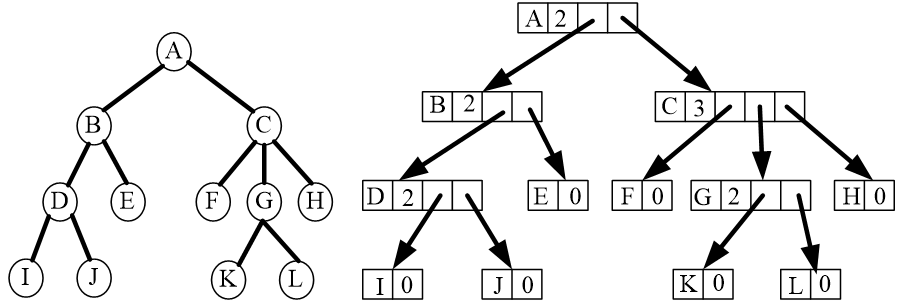 A
B C
D E F G H
I J K L
A 2
B 2 C 3
D 2 E 0 F 0 G 2 H 0
I 0 J 0 K 0 L 0